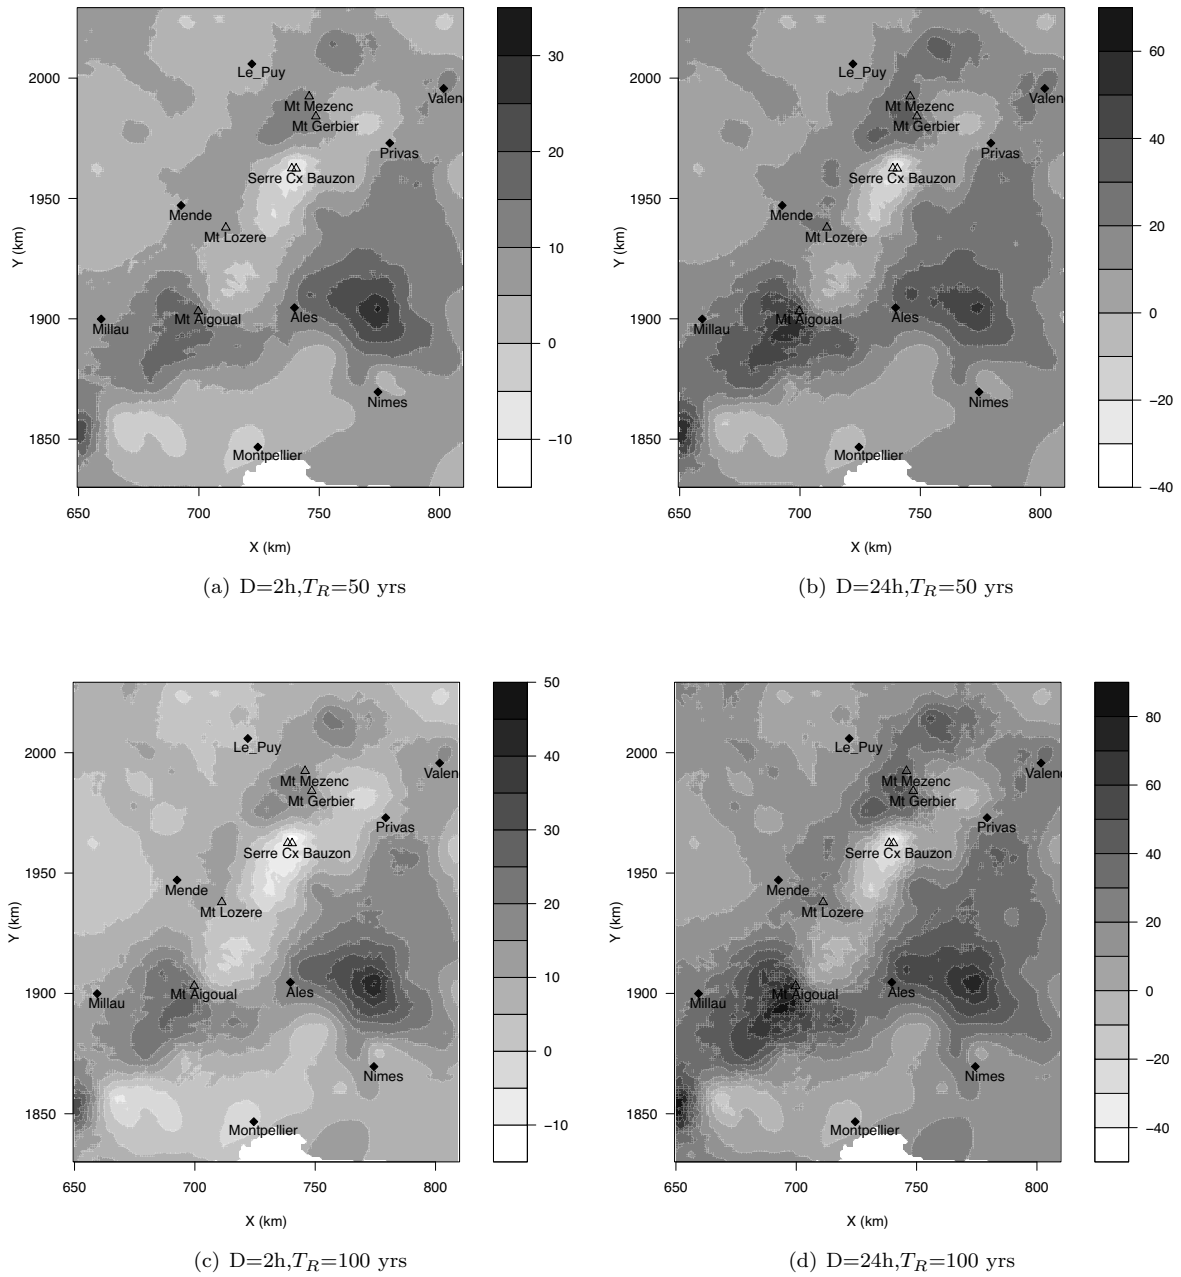 2000
1950
1900
1850
Y (km)
Le_Puy
Mt Mezenc
Mt Gerbier
Valen
Privas
Serre Cx Bauzon
Mende
Mt Lozere
Mt Aigoual
Millau
Ales
Nimes
Montpellier
650 700 750 800
X (km)
30
20
10
0
−10
(a) D=2h,TR=50 yrs
2000
1950
1900
1850
Y (km)
Le_Puy
Mt Mezenc
Mt Gerbier
Valen
Privas
Serre Cx Bauzon
Mende
Mt Lozere
Mt Aigoual
Millau
Ales
Nimes
Montpellier
650 700 750 800
X (km)
60
40
20
0
−20
−40
(b) D=24h,TR=50 yrs
2000
1950
1900
1850
Y (km)
Le_Puy
Mt Mezenc
Mt Gerbier
Valen
Privas
Serre Cx Bauzon
Mende
Mt Lozere
Mt Aigoual
Millau
Ales
Nimes
Montpellier
650 700 750 800
X (km)
50
40
30
20
10
0
−10
(c) D=2h,TR=100 yrs
2000
1950
1900
1850
Y (km)
Le_Puy
Mt Mezenc
Mt Gerbier
Valen
Privas
Serre Cx Bauzon
Mende
Mt Lozere
Mt Aigoual
Millau
Ales
Nimes
Montpellier
650 700 750 800
X (km)
80
60
40
20
0
−20
−40
(d) D=24h,TR=100 yrs